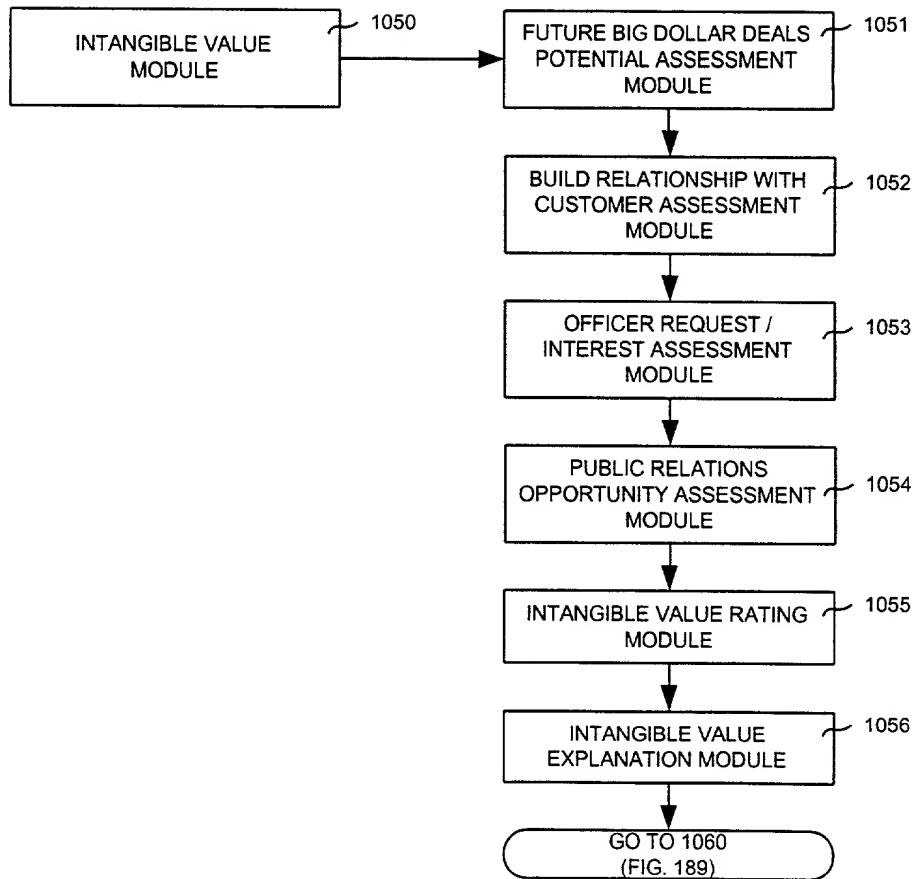 INTANGIBLE VALUE
MODULE
1050
FUTURE BIG DOLLAR DEALS
POTENTIAL ASSESSMENT
MODULE
1051
BUILD RELATIONSHIP WITH
CUSTOMER ASSESSMENT
MODULE
1052
OFFICER REQUEST /
INTEREST ASSESSMENT
MODULE
1053
PUBLIC RELATIONS
OPPORTUNITY ASSESSMENT
MODULE
1054
INTANGIBLE VALUE RATING
MODULE
1055
INTANGIBLE VALUE
EXPLANATION MODULE
1056
GO TO 1060
(FIG. 189)